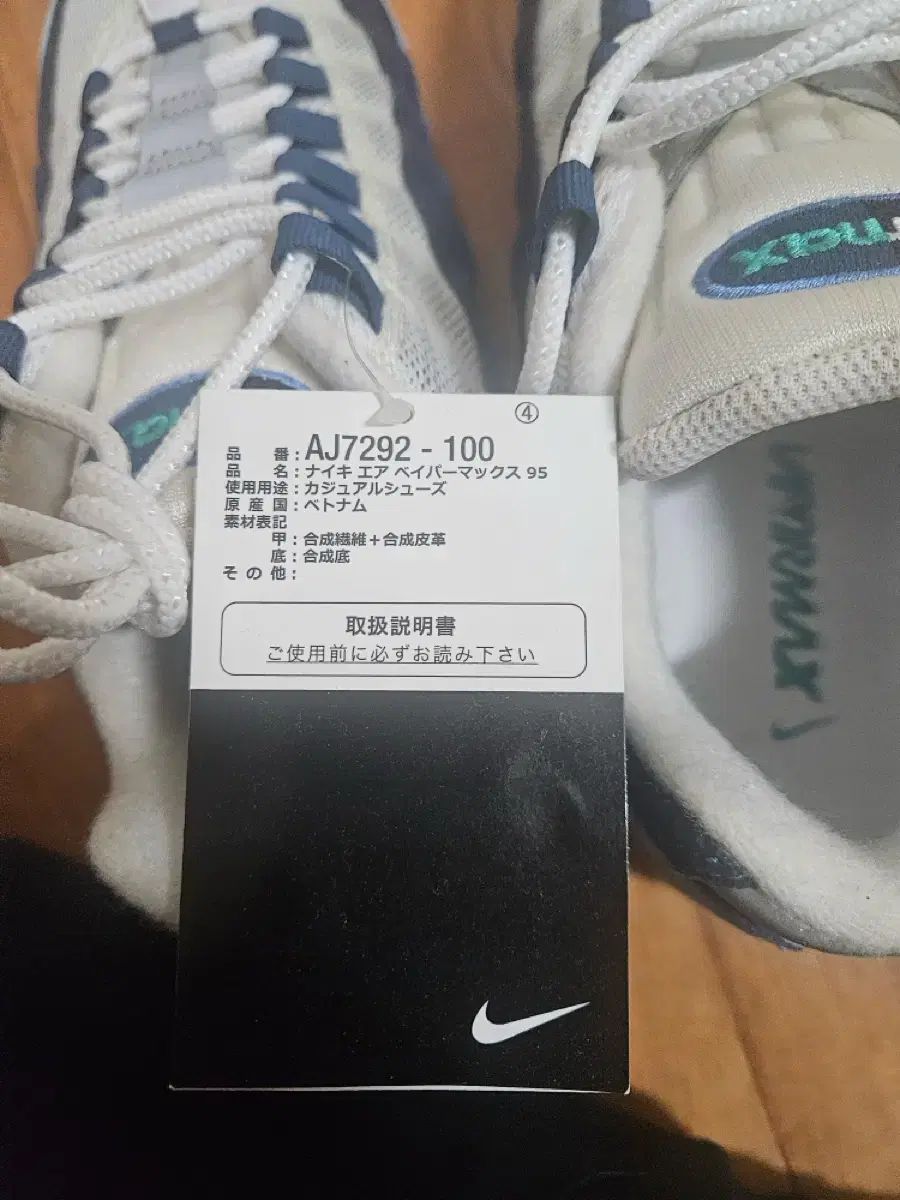 max
④
品番:AJ7292 - 100
品名:ナイキ エア ベイパーマックス 95
使用用途:カジュアルシューズ
原産国:ベトナム
素材表記
甲:合成繊維+合成皮革
底:合成底
その他:
取扱説明書
ご使用前に必ずお読み下さい
VAPORMAX